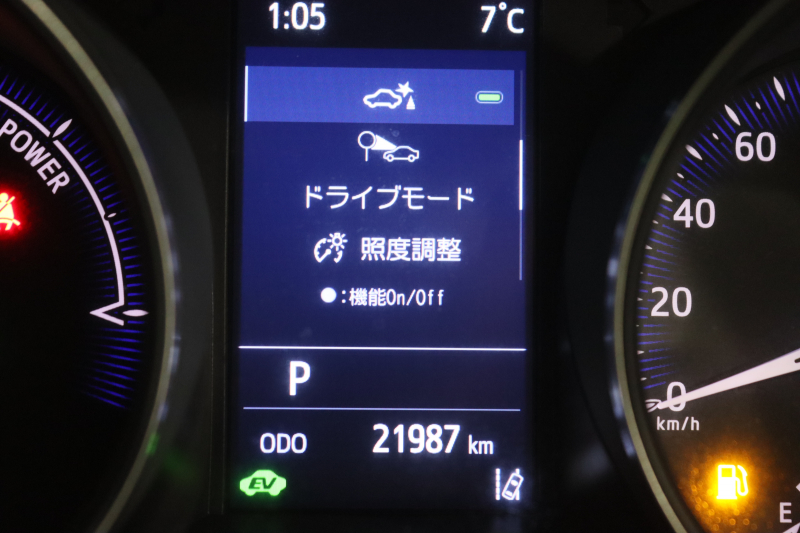 1:05 7°C
POWER
ドライブモード
照度調整
●:機能On/Off
P
ODO 21987 km
EV
60
40
20
0
km/h
E